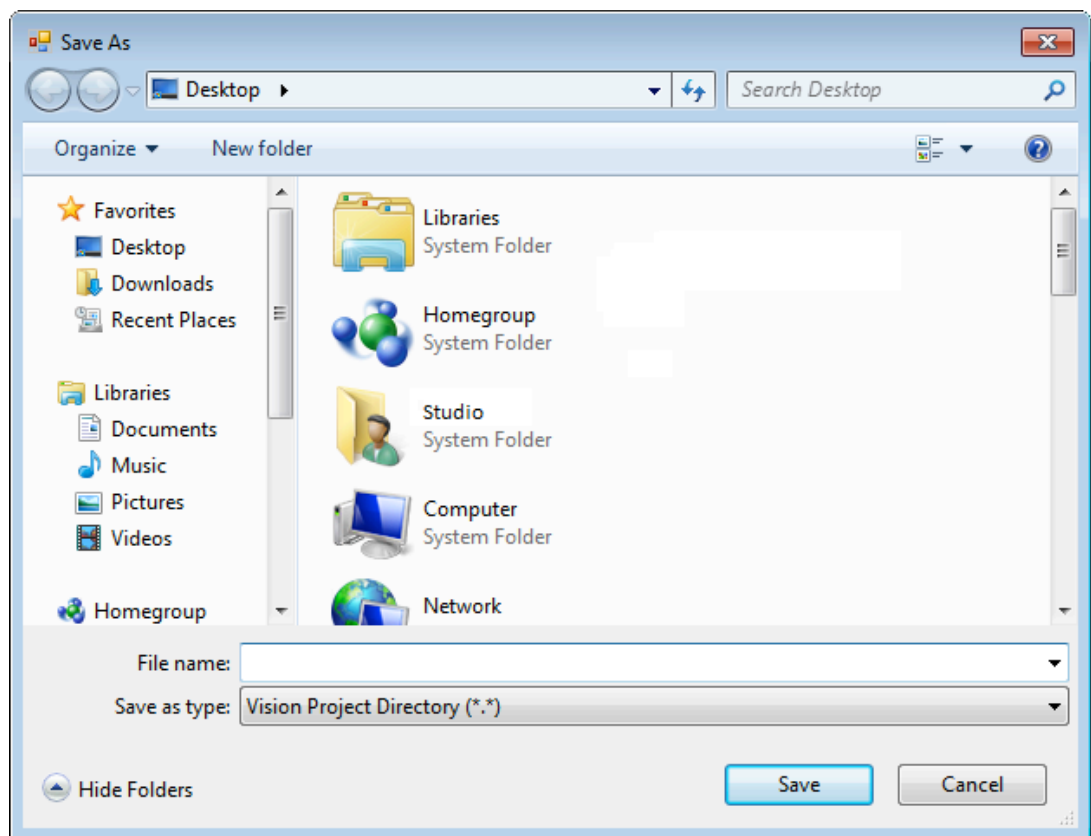 Save As
Desktop
Search Desktop
Organize
New folder
Favorites
Desktop
Downloads
Recent Places
Libraries
Documents
Music
Pictures
Videos
Homegroup
Libraries
System Folder
Homegroup
System Folder
Studio
System Folder
Computer
System Folder
Network
File name:
Save as type: Vision Project Directory (*.*)
Hide Folders
Save
Cancel